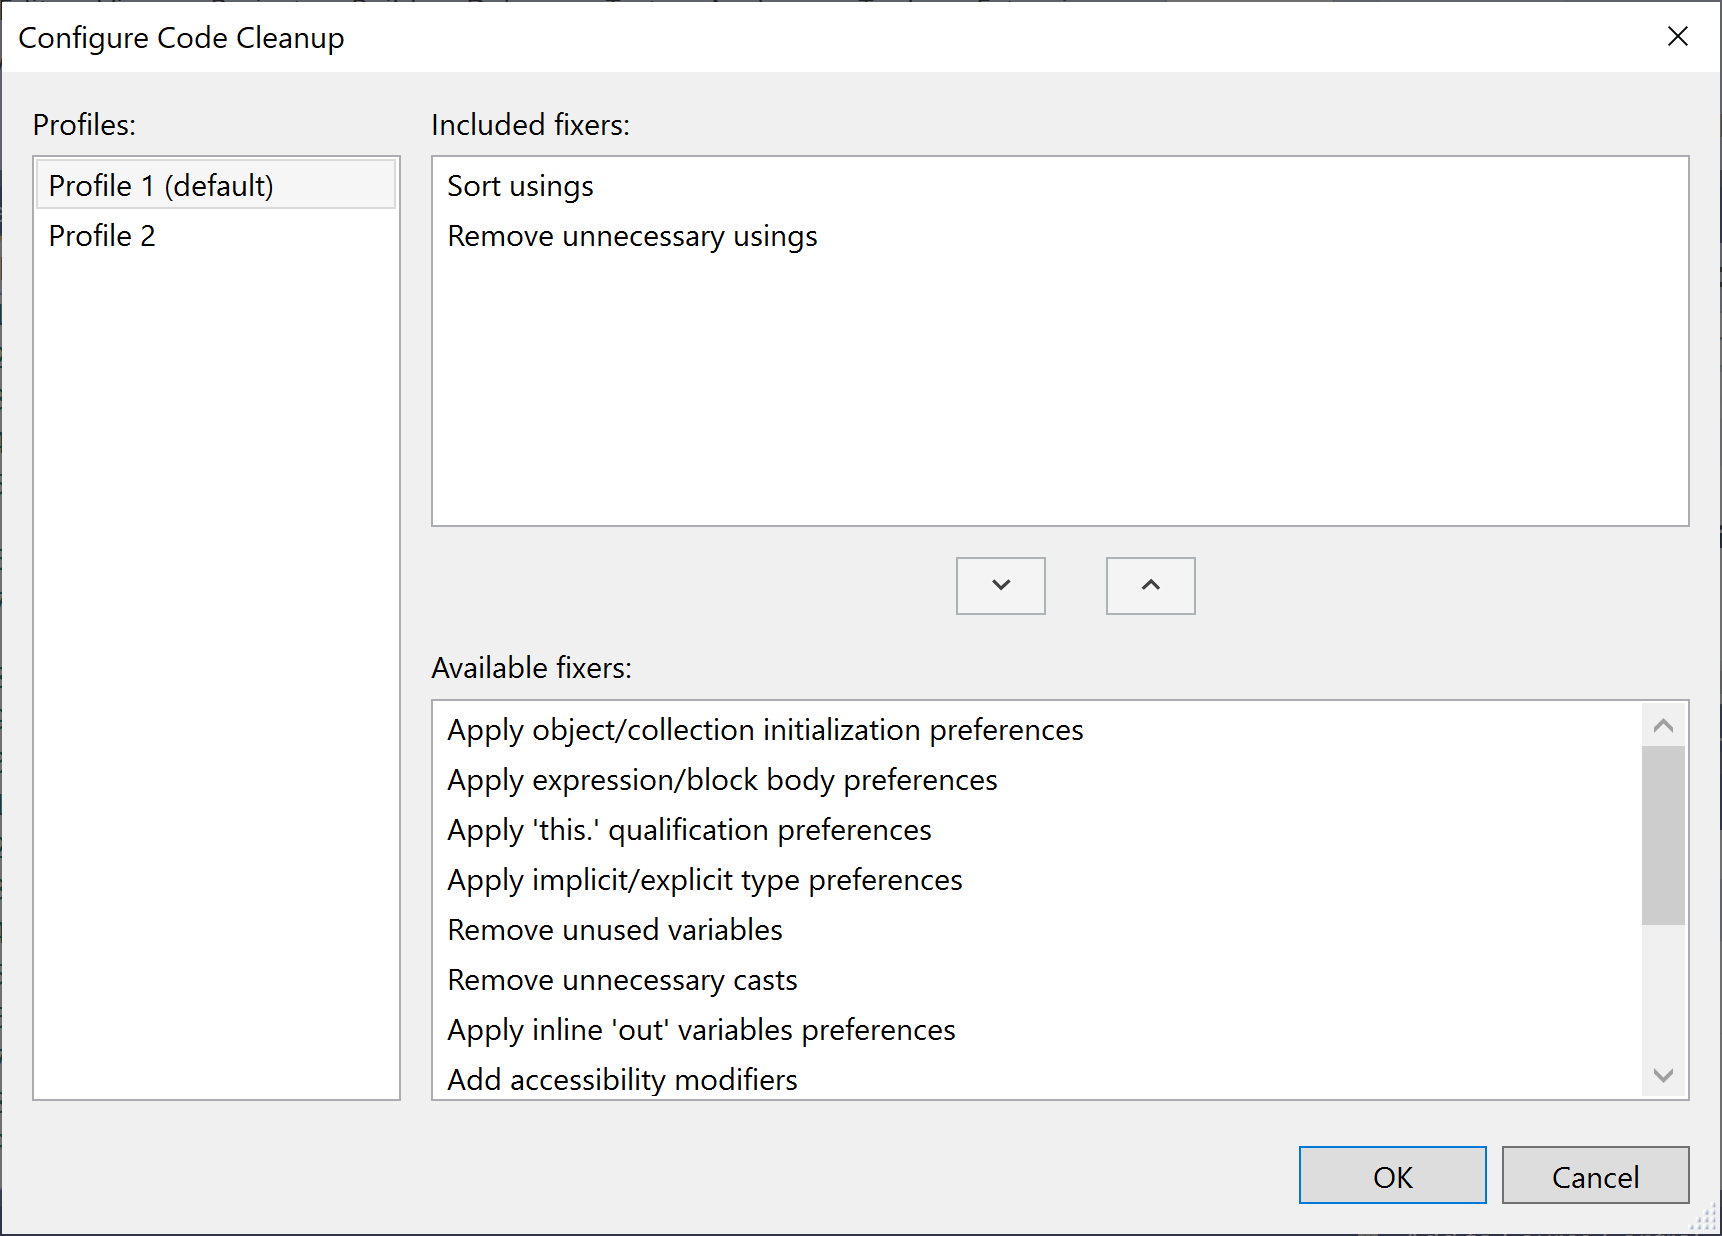 Configure Code Cleanup
Profiles:
Profile 1 (default)
Profile 2
Included fixers:
Sort usings
Remove unnecessary usings
Available fixers:
Apply object/collection initialization preferences
Apply expression/block body preferences
Apply 'this.' qualification preferences
Apply implicit/explicit type preferences
Remove unused variables
Remove unnecessary casts
Apply inline 'out' variables preferences
Add accessibility modifiers
OK
Cancel